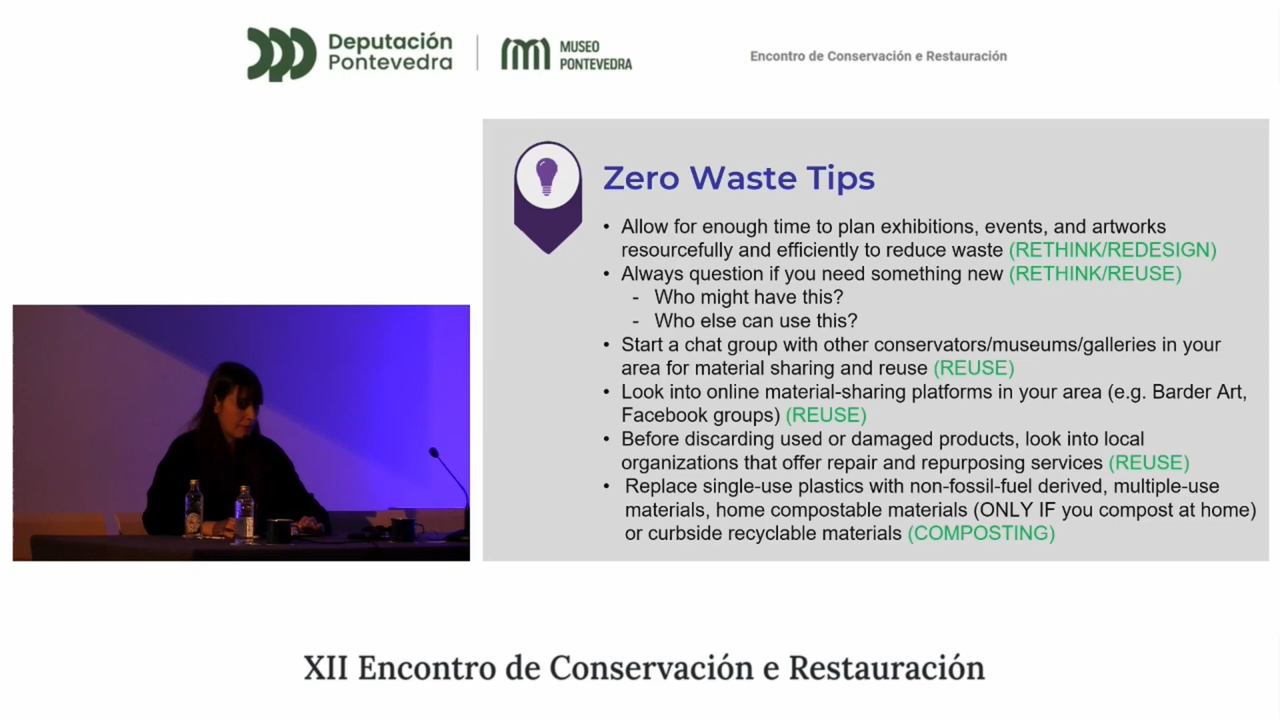 Deputación
Pontevedra
MUSEO
PONTEVEDRA
Encontro de Conservación e Restauración
Zero Waste Tips
• Allow for enough time to plan exhibitions, events, and artworks
resourcefully and efficiently to reduce waste (RETHINK/REDESIGN)
• Always question if you need something new (RETHINK/REUSE)
- Who might have this?
- Who else can use this?
• Start a chat group with other conservators/museums/galleries in your
area for material sharing and reuse (REUSE)
• Look into online material-sharing platforms in your area (e.g. Barder Art,
Facebook groups) (REUSE)
• Before discarding used or damaged products, look into local
organizations that offer repair and repurposing services (REUSE)
• Replace single-use plastics with non-fossil-fuel derived, multiple-use
materials, home compostable materials (ONLY IF you compost at home)
or curbside recyclable materials (COMPOSTING)
XII Encontro de Conservación e Restauración